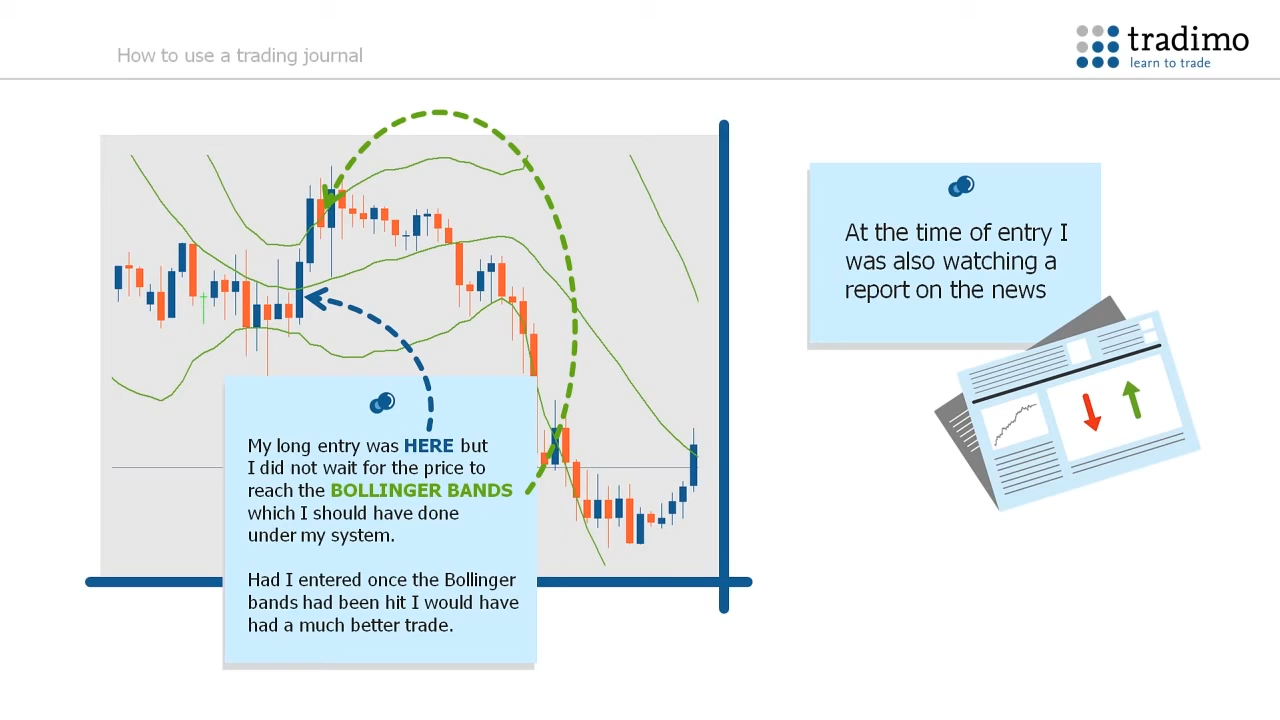 How to use a trading journal
tradimo
learn to trade
At the time of entry I
was also watching a
report on the news
My long entry was HERE but
I did not wait for the price to
reach the BOLLINGER BANDS
which I should have done
under my system.
Had I entered once the Bollinger
bands had been hit I would have
had a much better trade.